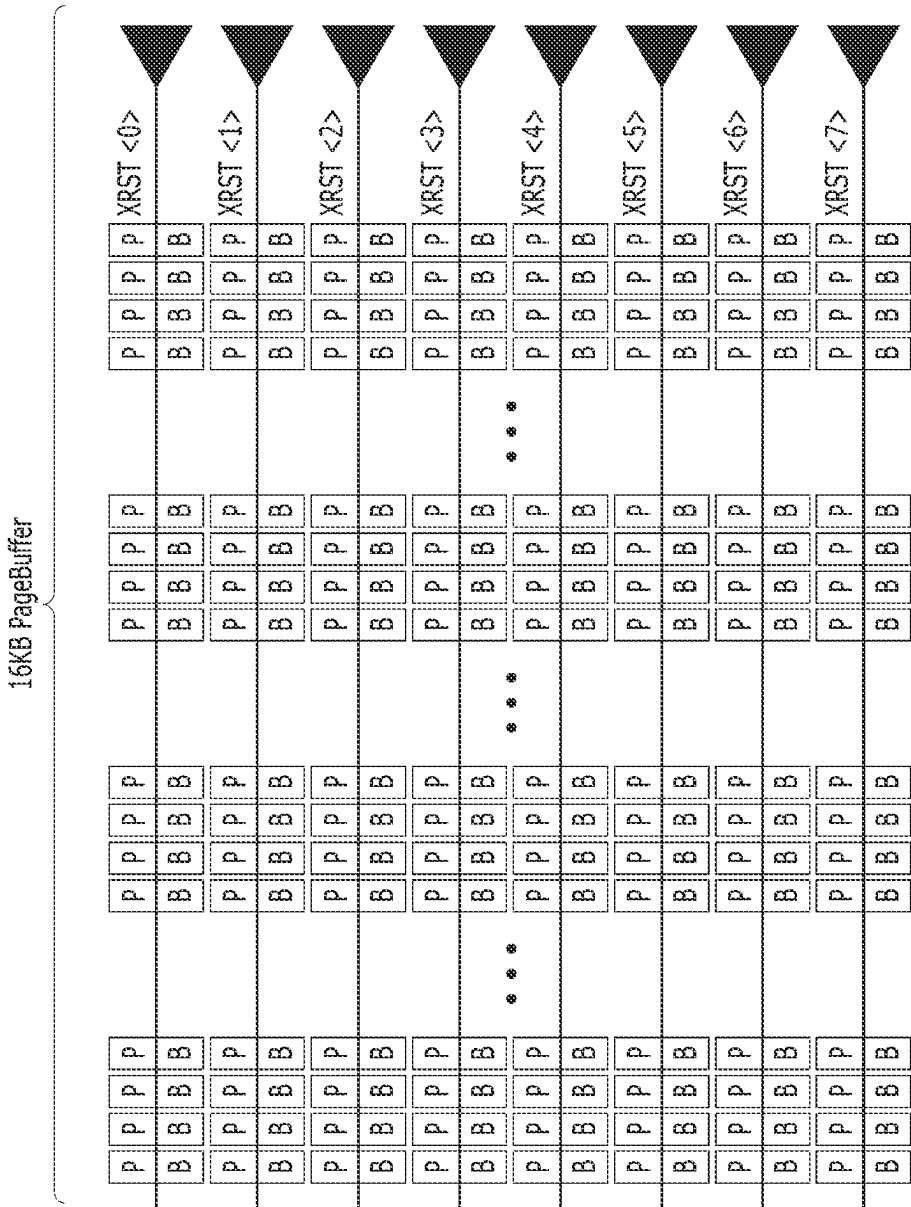 16KB PageBuffer
P P P P P P P P P P P P P P P P XRST <0>
B B B B B B B B B B B B B B B B
P P P P P P P P P P P P P P P P XRST <1>
B B B B B B B B B B B B B B B B
P P P P P P P P P P P P P P P P XRST <2>
B B B B B B B B B B B B B B B B
P P P P P P P P P P P P P P P P XRST <3>
B B B B B B B B B B B B B B B B
P P P P P P P P P P P P P P P P XRST <4>
B B B B B B B B B B B B B B B B
P P P P P P P P P P P P P P P P XRST <5>
B B B B B B B B B B B B B B B B
P P P P P P P P P P P P P P P P XRST <6>
B B B B B B B B B B B B B B B B
P P P P P P P P P P P P P P P P XRST <7>
B B B B B B B B B B B B B B B B